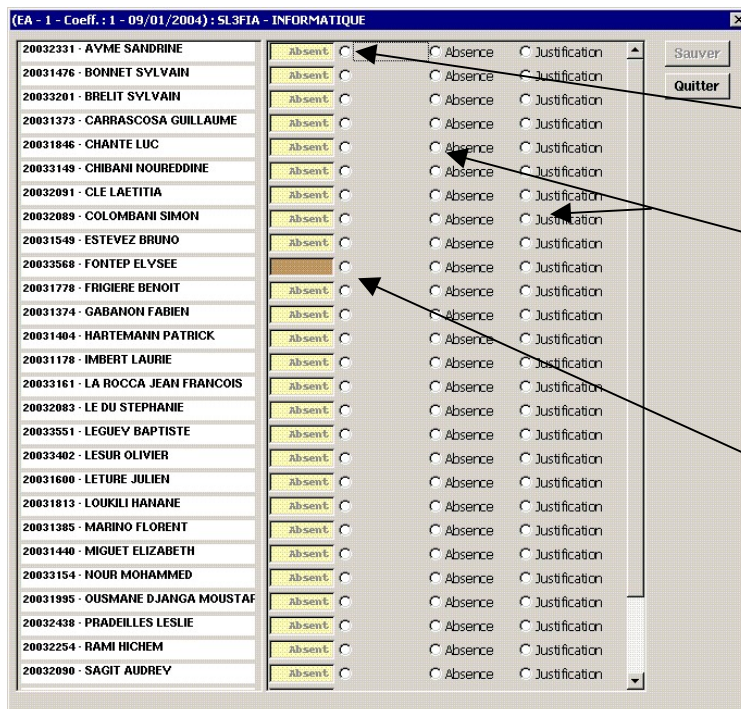 (EA - 1 - Coeff. : 1 - 09/01/2004) : SL3FIA - INFORMATIQUE
20032331 - AYME SANDRINE Absent Absence Justification Sauver
20031476 - BONNET SYLVAIN Absent Absence Justification Quitter
20033201 - BRELIT SYLVAIN Absent Absence Justification
20031373 - CARRASCOSA GUILLAUME Absent Absence Justification
20031846 - CHANTE LUC Absent Absence Justification
20033149 - CHIBANI NOUREDDINE Absent Absence Justification
20032091 - CLE LAETITIA Absent Absence Justification
20032089 - COLOMBANI SIMON Absent Absence Justification
20031549 - ESTEVEZ BRUNO Absent Absence Justification
20033568 - FONTEP ELYSEE Absence Justification
20031778 - FRIGIERE BENOIT Absent Absence Justification
20031374 - GABANON FABIEN Absent Absence Justification
20031404 - HARTEMANN PATRICK Absent Absence Justification
20031178 - IMBERT LAURIE Absent Absence Justification
20033161 - LA ROCCA JEAN FRANCOIS Absent Absence Justification
20032083 - LE DU STEPHANIE Absent Absence Justification
20033551 - LEGUEY BAPTISTE Absent Absence Justification
20033402 - LESUR OLIVIER Absent Absence Justification
20031600 - LETURE JULIEN Absent Absence Justification
20031813 - LOUKILI HANANE Absent Absence Justification
20031385 - MARINO FLORENT Absent Absence Justification
20031440 - MIGUET ELIZABETH Absent Absence Justification
20033154 - NOUR MOHAMMED Absent Absence Justification
20031995 - OUSMANE DJANGA MOUSTAF Absent Absence Justification
20032438 - PRADEILLES LESLIE Absent Absence Justification
20032254 - RAMI HICHEM Absent Absence Justification
20032090 - SAGIT AUDREY Absent Absence Justification